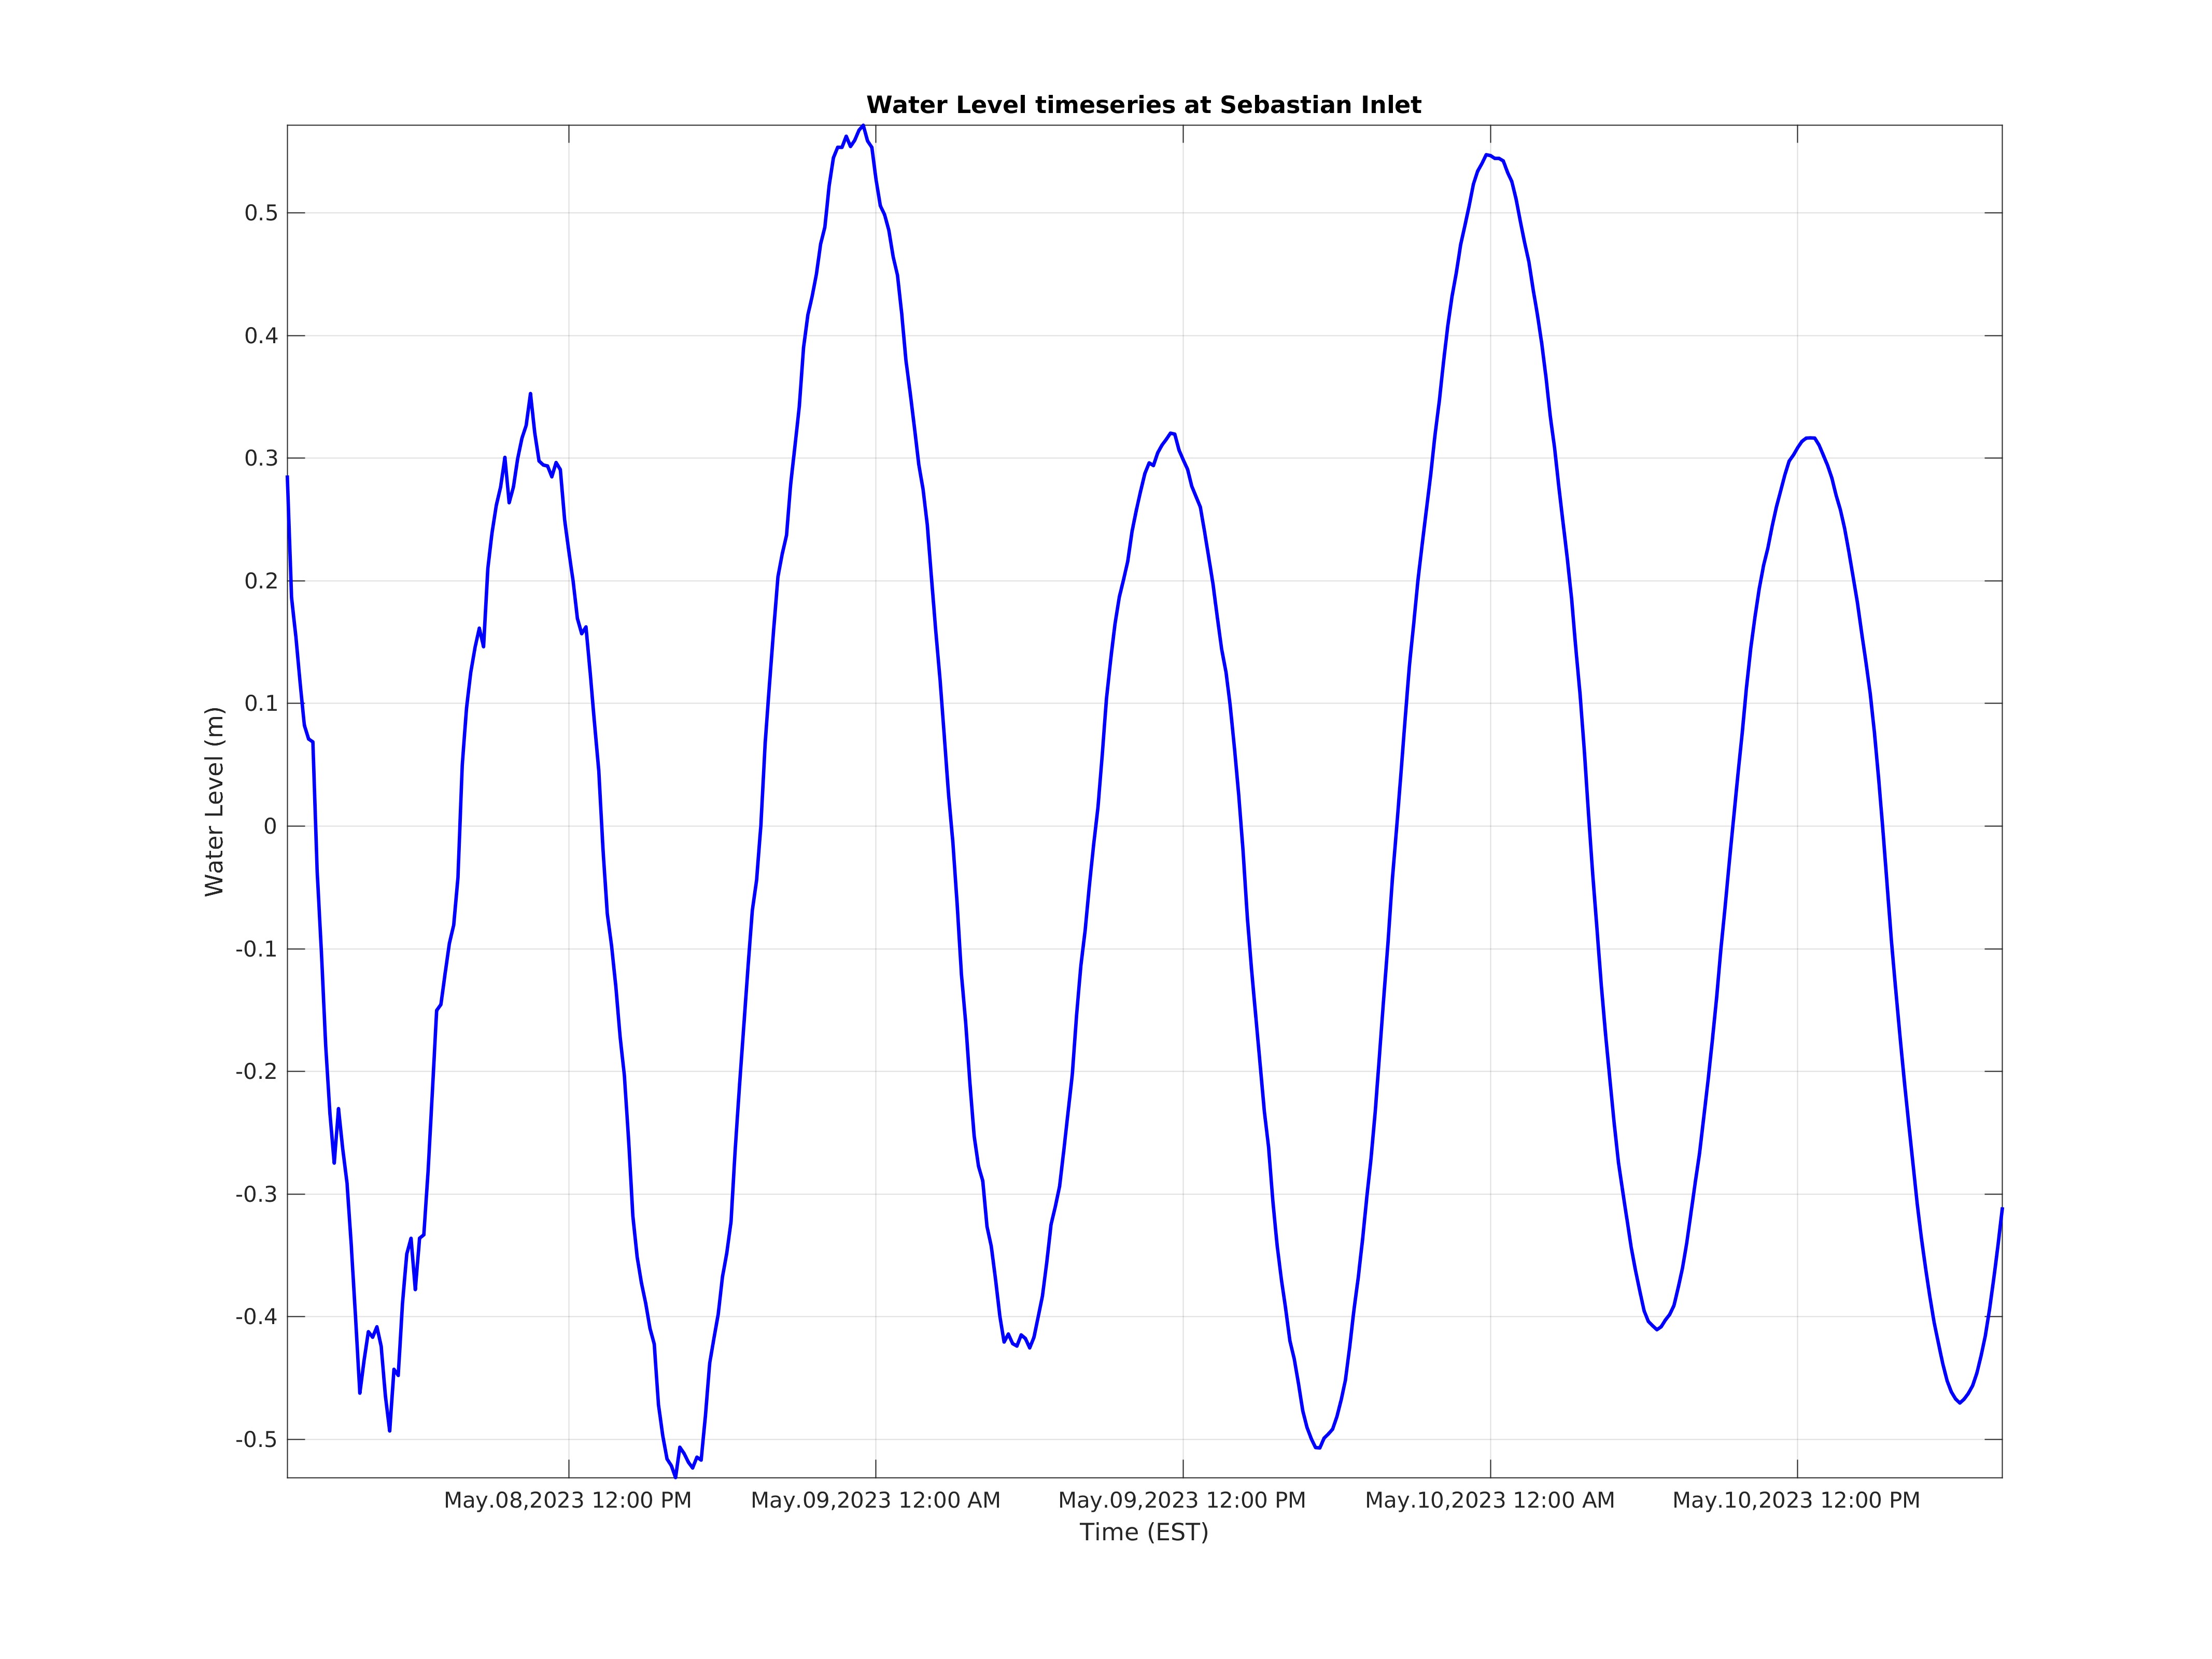 Water Level timeseries at Sebastian Inlet
0.5
0.4
0.3
0.2
0.1
0
-0.1
-0.2
-0.3
-0.4
-0.5
Water Level (m)
May.08,2023 12:00 PM
May.09,2023 12:00 AM
May.09,2023 12:00 PM
May.10,2023 12:00 AM
May.10,2023 12:00 PM
Time (EST)